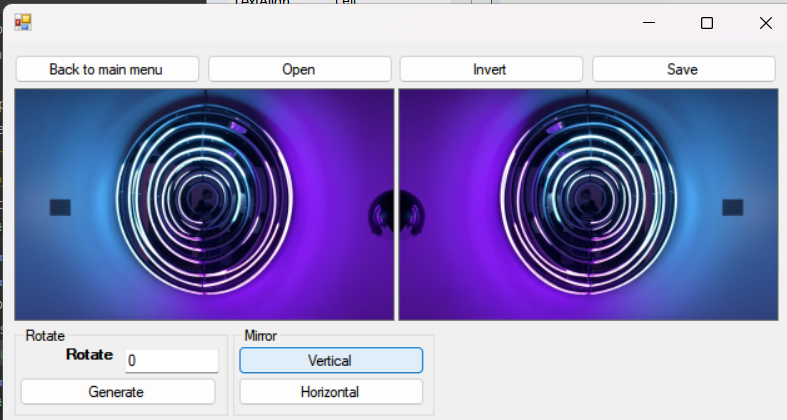 Back to main menu
Open
Invert
Save
Rotate
Rotate
0
Generate
Mirror
Vertical
Horizontal